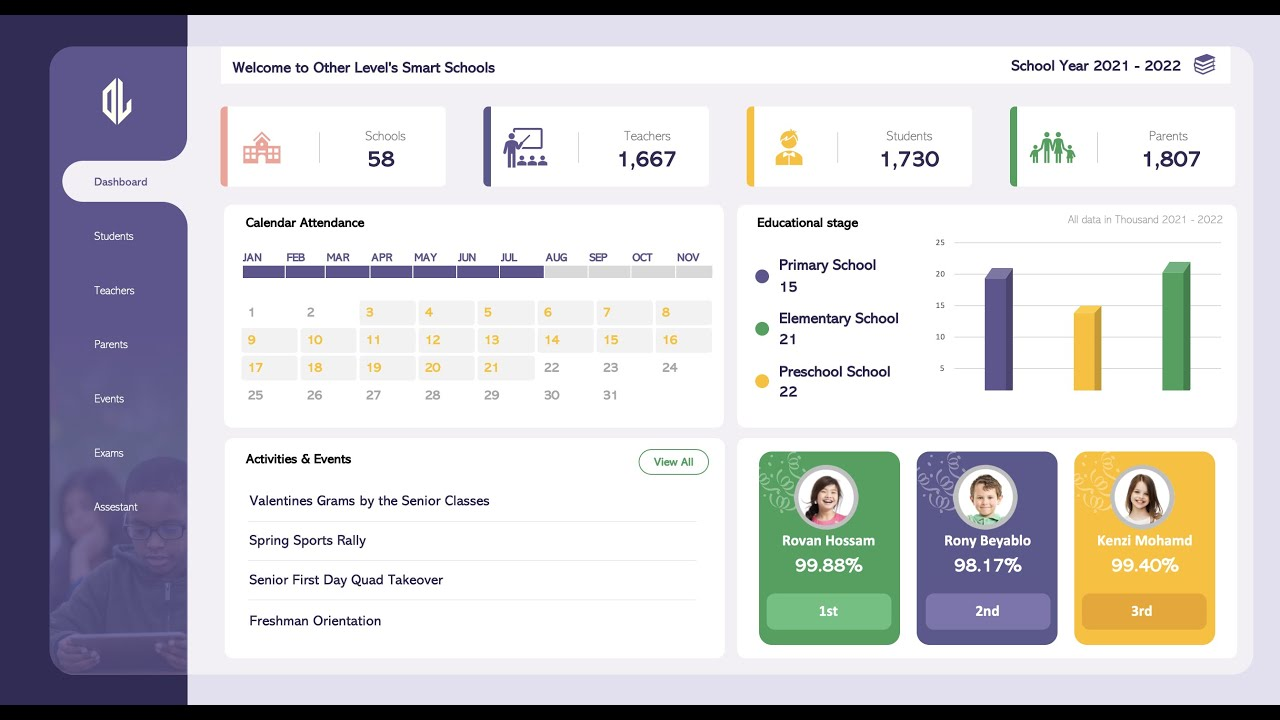 Welcome to Other Level's Smart Schools
School Year 2021 - 2022
Dashboard
Students
Teachers
Parents
Events
Exams
Assestant
Schools
58
Teachers
1,667
Students
1,730
Parents
1,807
Calendar Attendance
JAN FEB MAR APR MAY JUN JUL AUG SEP OCT NOV
1 2 3 4 5 6 7 8
9 10 11 12 13 14 15 16
17 18 19 20 21 22 23 24
25 26 27 28 29 30 31
Educational stage
All data in Thousand 2021 - 2022
Primary School
15
Elementary School
21
Preschool School
22
25
20
15
10
5
Activities & Events
View All
Valentines Grams by the Senior Classes
Spring Sports Rally
Senior First Day Quad Takeover
Freshman Orientation
Rovan Hossam
99.88%
1st
Rony Beyablo
98.17%
2nd
Kenzi Mohamd
99.40%
3rd